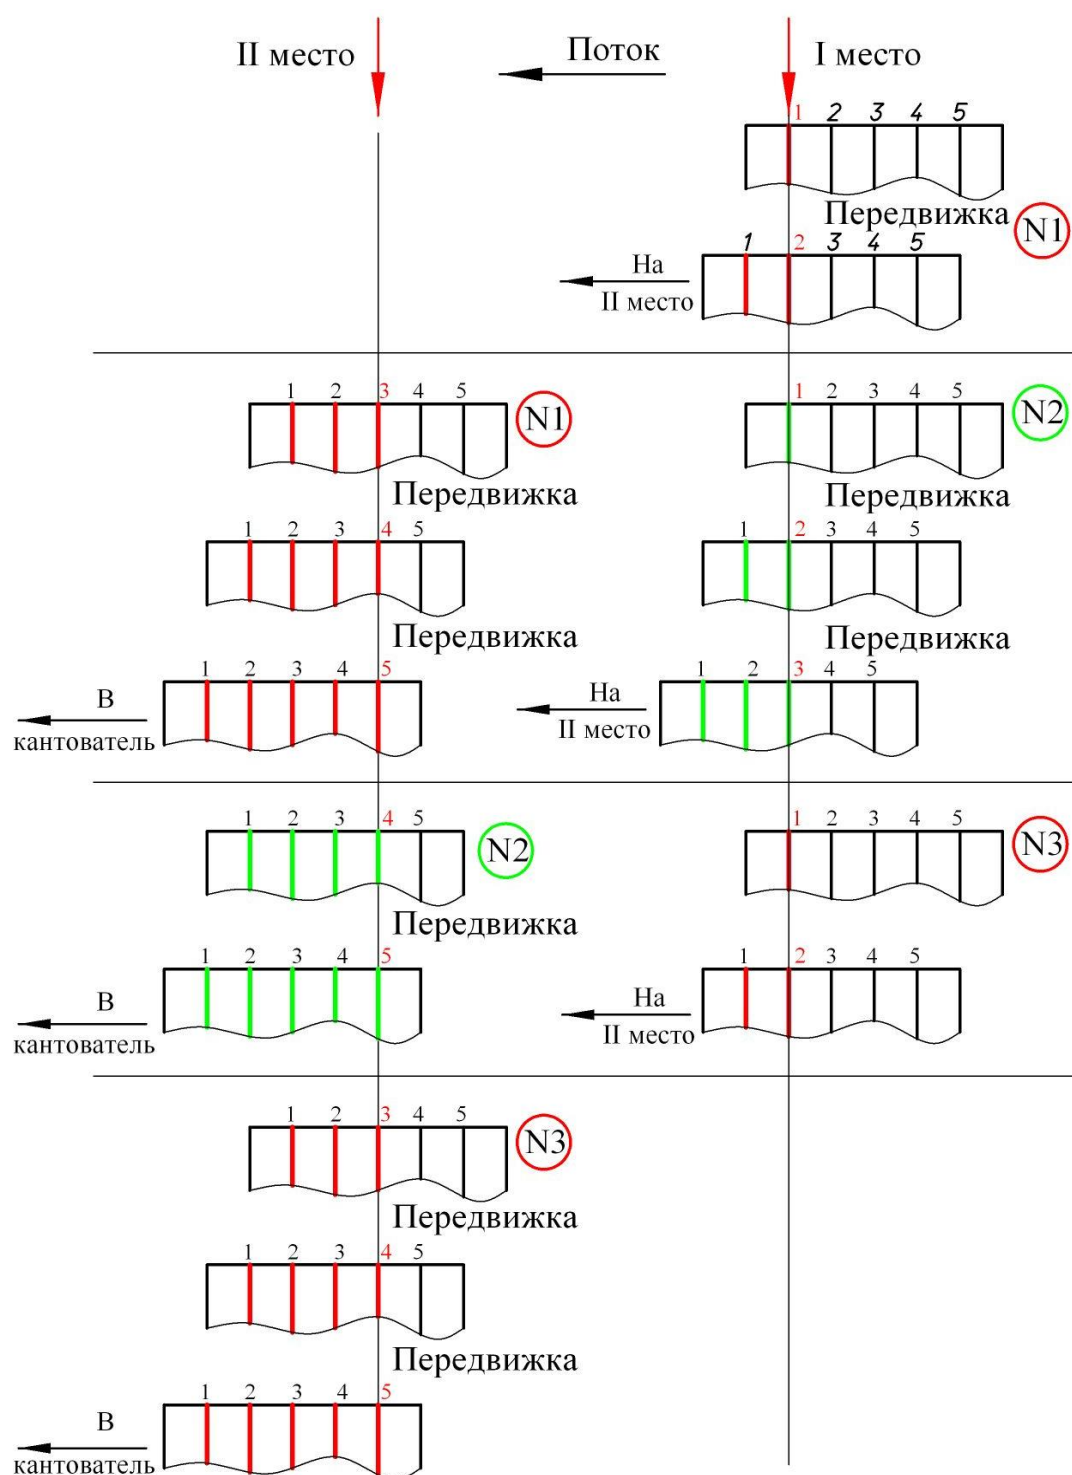 II место
Поток
I место
1 2 3 4 5
Передвижка
N1
1 2 3 4 5
На
II место
1 2 3 4 5
N1
1 2 3 4 5
N2
Передвижка
Передвижка
1 2 3 4 5
1 2 3 4 5
Передвижка
Передвижка
1 2 3 4 5
1 2 3 4 5
В
кантователь
На
II место
1 2 3 4 5
N2
1 2 3 4 5
N3
Передвижка
1 2 3 4 5
1 2 3 4 5
В
кантователь
На
II место
1 2 3 4 5
N3
Передвижка
1 2 3 4 5
Передвижка
1 2 3 4 5
В
кантователь